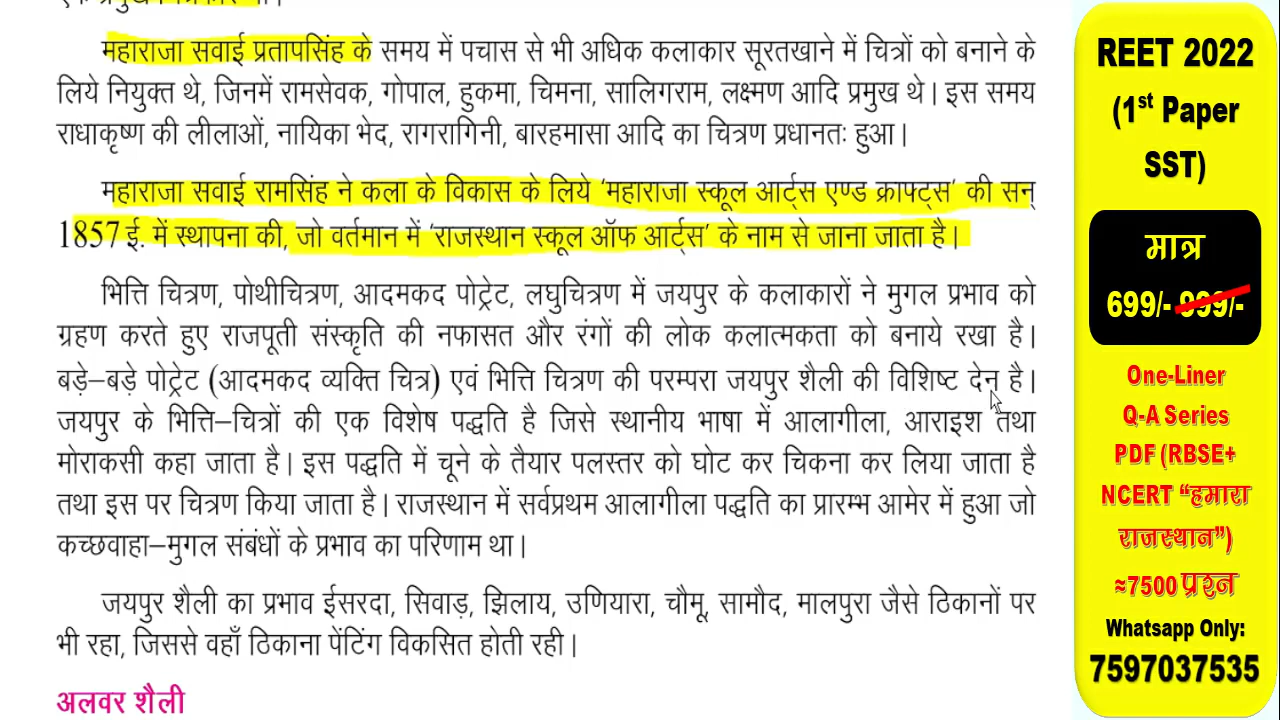 महाराजा सवाई प्रतापसिंह के समय में पचास से भी अधिक कलाकार सूरतखाने में चित्रों को बनाने के
लिये नियुक्त थे, जिनमें रामसेवक, गोपाल, हुकमा, चिमना, सालिगराम, लक्ष्मण आदि प्रमुख थे। इस समय
राधाकृष्ण की लीलाओं, नायिका भेद, रागरागिनी, बारहमासा आदि का चित्रण प्रधानतः हुआ।
महाराजा सवाई रामसिंह ने कला के विकास के लिये ‘महाराजा स्कूल आर्ट्स एण्ड क्राफ्ट्स’ की सन्
1857 ई. में स्थापना की, जो वर्तमान में ‘राजस्थान स्कूल ऑफ आर्ट्स’ के नाम से जाना जाता है।
भित्ति चित्रण, पोथीचित्रण, आदमकद पोट्रेट, लघुचित्रण में जयपुर के कलाकारों ने मुगल प्रभाव को
ग्रहण करते हुए राजपूती संस्कृति की नफासत और रंगों की लोक कलात्मकता को बनाये रखा है।
बड़े–बड़े पोट्रेट (आदमकद व्यक्ति चित्र) एवं भित्ति चित्रण की परम्परा जयपुर शैली की विशिष्ट देन है।
जयपुर के भित्ति–चित्रों की एक विशेष पद्धति है जिसे स्थानीय भाषा में आलागीला, आराइश तथा
मोराकसी कहा जाता है। इस पद्धति में चूने के तैयार पलस्तर को घोट कर चिकना कर लिया जाता है
तथा इस पर चित्रण किया जाता है। राजस्थान में सर्वप्रथम आलागीला पद्धति का प्रारम्भ आमेर में हुआ जो
कच्छवाहा–मुगल संबंधों के प्रभाव का परिणाम था।
जयपुर शैली का प्रभाव ईसरदा, सिवाड़, झिलाय, उणियारा, चौमू, सामौद, मालपुरा जैसे ठिकानों पर
भी रहा, जिससे वहाँ ठिकाना पेंटिंग विकसित होती रही।
अलवर शैली
REET 2022
(1st Paper
SST)
मात्र
699/- 999/-
One-Liner
Q-A Series
PDF (RBSE+
NCERT “हमारा
राजस्थान”)
≈7500 प्रश्न
Whatsapp Only:
7597037535